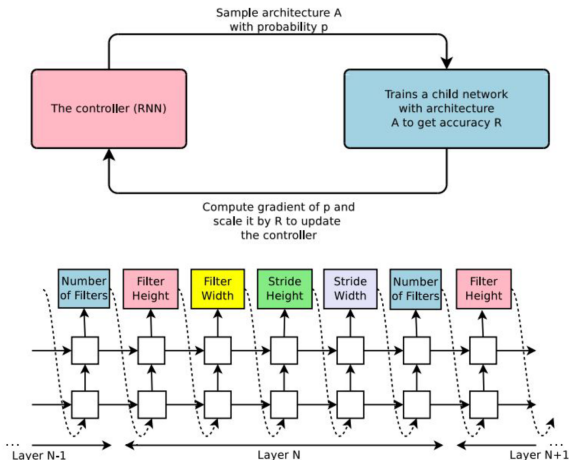 Sample architecture A
with probability p
The controller (RNN)
Trains a child network
with architecture
A to get accuracy R
Compute gradient of p and
scale it by R to update
the controller
Number
of Filters
Filter
Height
Filter
Width
Stride
Height
Stride
Width
Number
of Filters
Filter
Height
... Layer N-1
Layer N
Layer N+1 ...